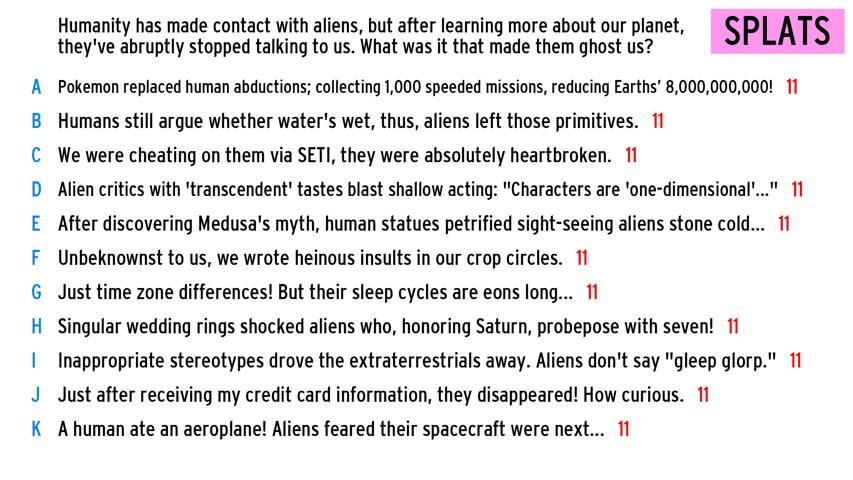 Humanity has made contact with aliens, but after learning more about our planet,
they've abruptly stopped talking to us. What was it that made them ghost us?
SPLATS
A Pokemon replaced human abductions; collecting 1,000 speeded missions, reducing Earths' 8,000,000,000! 11
B Humans still argue whether water's wet, thus, aliens left those primitives. 11
C We were cheating on them via SETI, they were absolutely heartbroken. 11
D Alien critics with 'transcendent' tastes blast shallow acting: "Characters are 'one-dimensional'..." 11
E After discovering Medusa's myth, human statues petrified sight-seeing aliens stone cold... 11
F Unbeknownst to us, we wrote heinous insults in our crop circles. 11
G Just time zone differences! But their sleep cycles are eons long... 11
H Singular wedding rings shocked aliens who, honoring Saturn, probepose with seven! 11
I Inappropriate stereotypes drove the extraterrestrials away. Aliens don't say "gleep glorp." 11
J Just after receiving my credit card information, they disappeared! How curious. 11
K A human ate an aeroplane! Aliens feared their spacecraft were next... 11